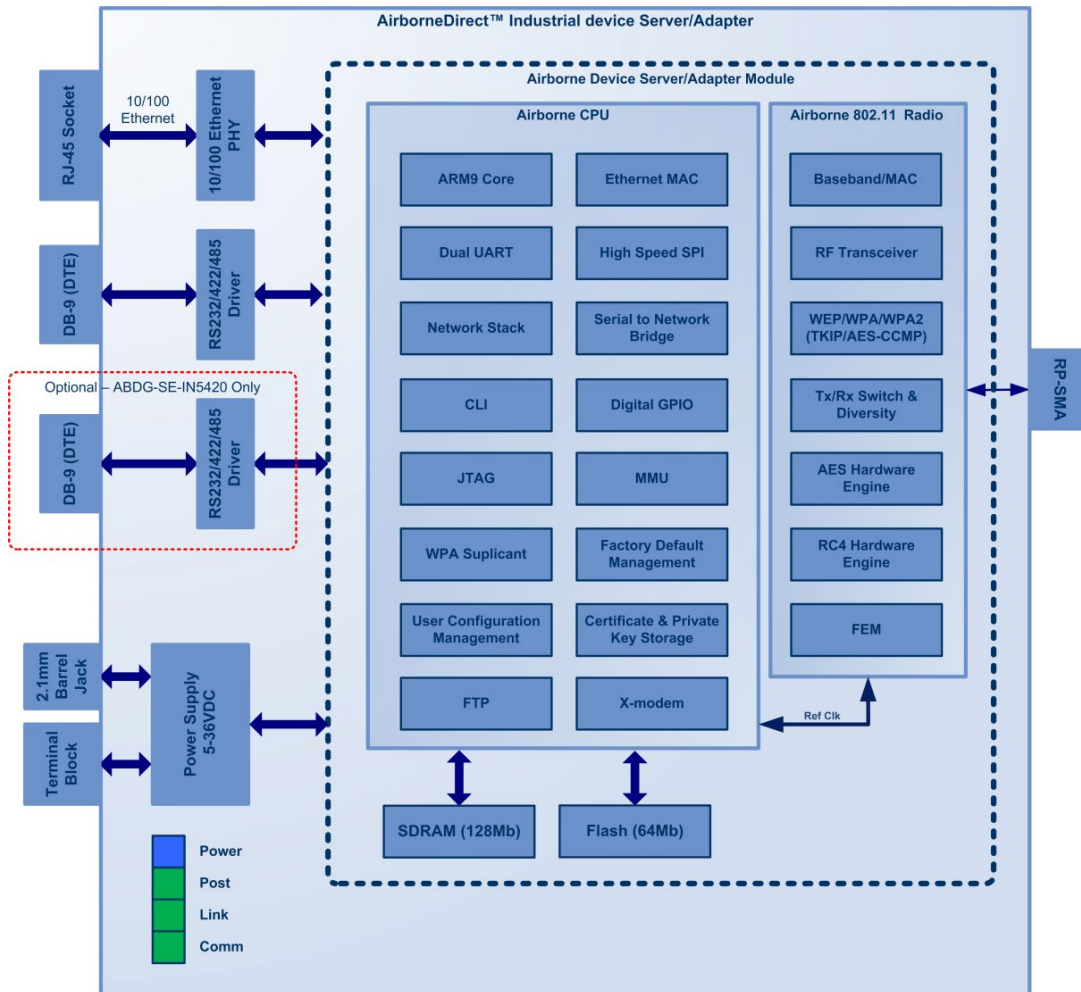 AirborneDirect™ Industrial device Server/Adapter
Airborne Device Server/Adapter Module
RJ-45 Socket
10/100
Ethernet
10/100 Ethernet
PHY
DB-9 (DTE)
RS232/422/485
Driver
Optional – ABDG-SE-IN5420 Only
DB-9 (DTE)
RS232/422/485
Driver
2.1mm
Barrel
Jack
Terminal
Block
Power Supply
5-36VDC
Power
Post
Link
Comm
Airborne CPU
ARM9 Core
Ethernet MAC
Dual UART
High Speed SPI
Network Stack
Serial to Network
Bridge
CLI
Digital GPIO
JTAG
MMU
WPA Suplicant
Factory Default
Management
User Configuration
Management
Certificate & Private
Key Storage
FTP
X-modem
SDRAM (128Mb)
Flash (64Mb)
Airborne 802.11 Radio
Baseband/MAC
RF Transceiver
WEP/WPA/WPA2
(TKIP/AES-CCMP)
Tx/Rx Switch &
Diversity
AES Hardware
Engine
RC4 Hardware
Engine
FEM
Ref Clk
RP-SMA